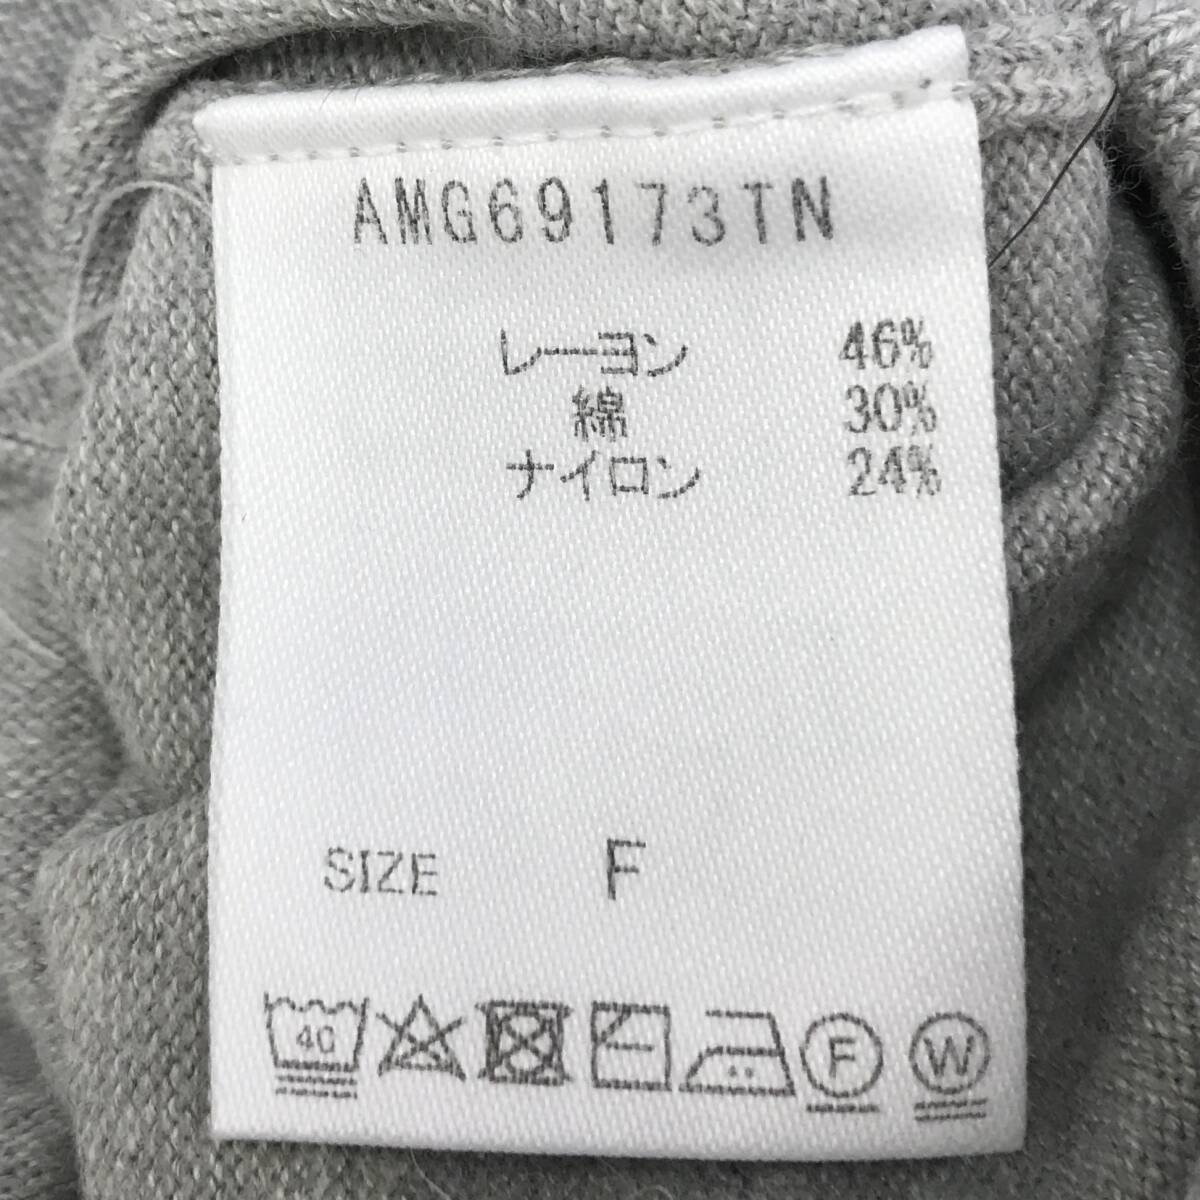 AMG69173TN
レーヨン 46%
綿 30%
ナイロン 24%
SIZE F
40 F W